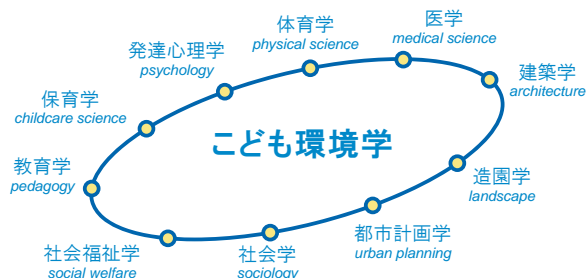 体育学
physical science
医学
medical science
発達心理学
psychology
建築学
architecture
保育学
childcare science
こども環境学
教育学
pedagogy
造園学
landscape
都市計画学
urban planning
社会福祉学
social welfare
社会学
sociology